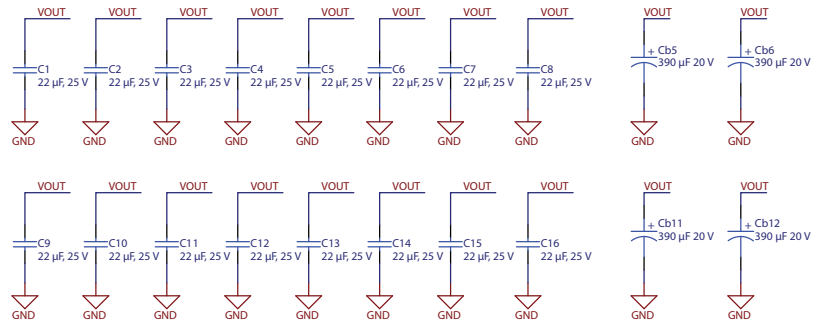 VOUT VOUT VOUT VOUT VOUT VOUT VOUT VOUT VOUT VOUT
C1 C2 C3 C4 C5 C6 C7 C8 + Cb5 + Cb6
22 µF, 25 V 22 µF, 25 V 22 µF, 25 V 22 µF, 25 V 22 µF, 25 V 22 µF, 25 V 22 µF, 25 V 22 µF, 25 V 390 µF 20 V 390 µF 20 V
GND GND GND GND GND GND GND GND GND GND
VOUT VOUT VOUT VOUT VOUT VOUT VOUT VOUT VOUT VOUT
C9 C10 C11 C12 C13 C14 C15 C16 + Cb11 + Cb12
22 µF, 25 V 22 µF, 25 V 22 µF, 25 V 22 µF, 25 V 22 µF, 25 V 22 µF, 25 V 22 µF, 25 V 22 µF, 25 V 390 µF 20 V 390 µF 20 V
GND GND GND GND GND GND GND GND GND GND